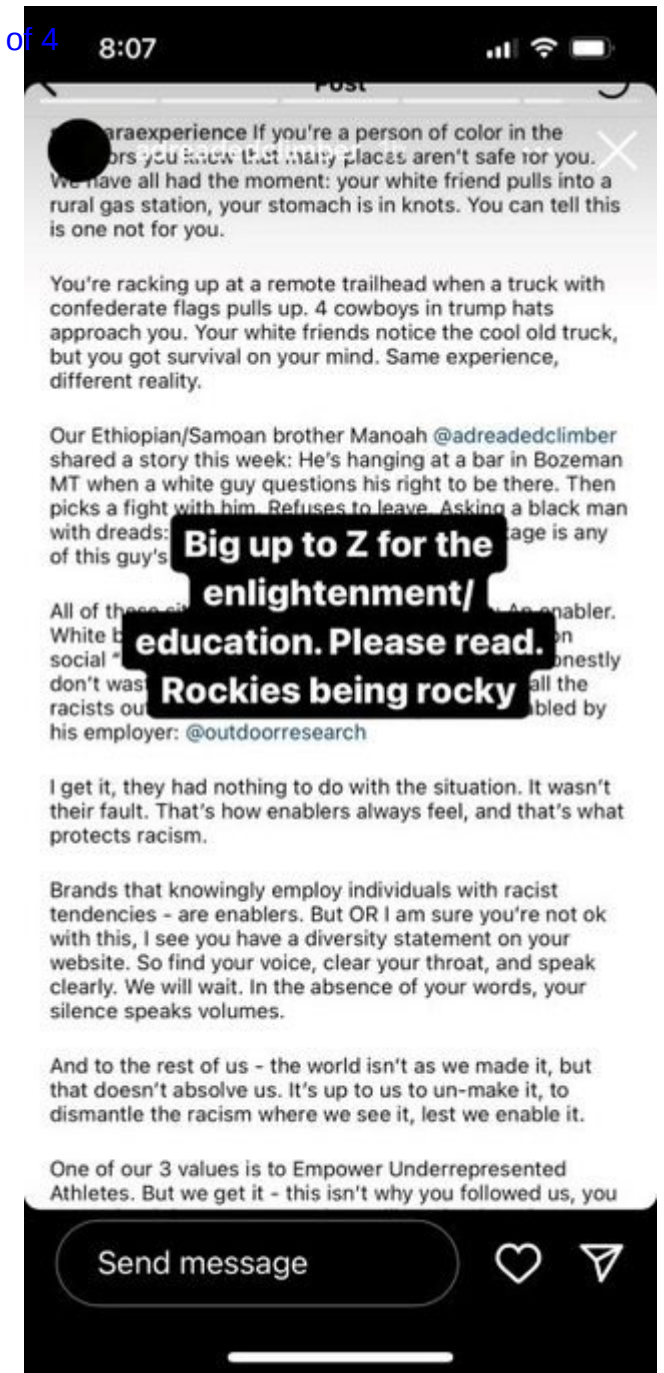 of 4
8:07
Post
araexperience If you're a person of color in the
ors you know that many places aren't safe for you.
We have all had the moment: your white friend pulls into a
rural gas station, your stomach is in knots. You can tell this
is one not for you.
You're racking up at a remote trailhead when a truck with
confederate flags pulls up. 4 cowboys in trump hats
approach you. Your white friends notice the cool old truck,
but you got survival on your mind. Same experience,
different reality.
Our Ethiopian/Samoan brother Manoah @adreadedclimber
shared a story this week: He's hanging at a bar in Bozeman
MT when a white guy questions his right to be there. Then
picks a fight with him. Refuses to leave. Asking a black man
with dreads: age is any
of this guy's
Big up to Z for the
enlightenment/
education. Please read.
Rockies being rocky
All of these enabler.
White on
social onestly
don't all the
racists
his employer: @outdoorresearch
I get it, they had nothing to do with the situation. It wasn't
their fault. That's how enablers always feel, and that's what
protects racism.
Brands that knowingly employ individuals with racist
tendencies - are enablers. But OR I am sure you're not ok
with this, I see you have a diversity statement on your
website. So find your voice, clear your throat, and speak
clearly. We will wait. In the absence of your words, your
silence speaks volumes.
And to the rest of us - the world isn't as we made it, but
that doesn't absolve us. It's up to us to un-make it, to
dismantle the racism where we see it, lest we enable it.
One of our 3 values is to Empower Underrepresented
Athletes. But we get it - this isn't why you followed us, you
Send message